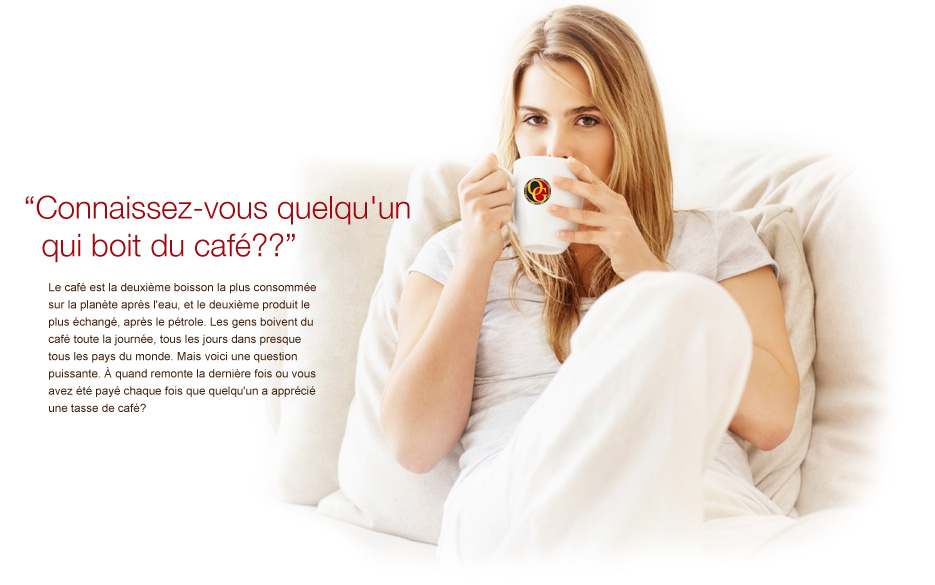 “Connaissez-vous quelqu'un
qui boit du café??”
Le café est la deuxième boisson la plus consommée
sur la planète après l'eau, et le deuxième produit le
plus échangé, après le pétrole. Les gens boivent du
café toute la journée, tous les jours dans presque
tous les pays du monde. Mais voici une question
puissante. À quand remonte la dernière fois ou vous
avez été payé chaque fois que quelqu'un a apprécié
une tasse de café?